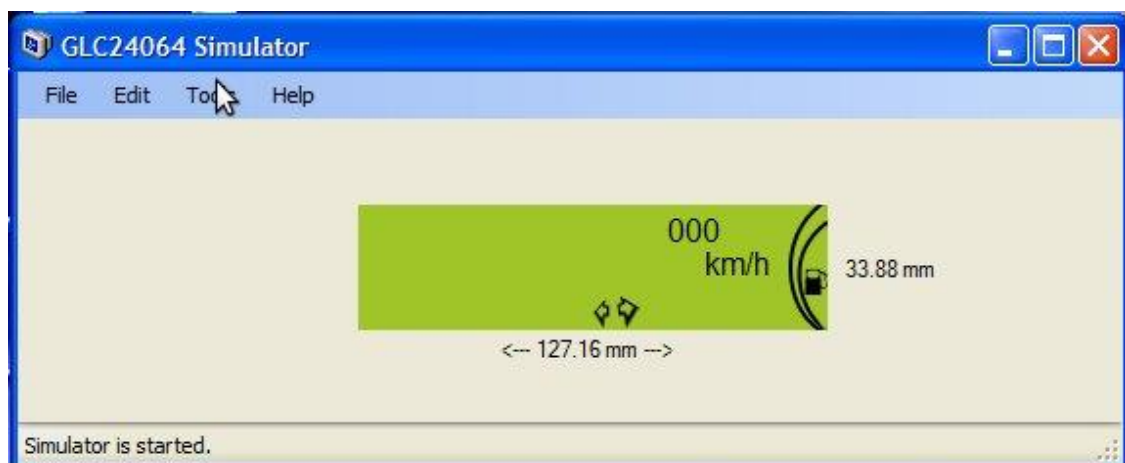 GLC24064 Simulator
File Edit Help
000
km/h
33.88 mm
<--- 127.16 mm --->
Simulator is started.